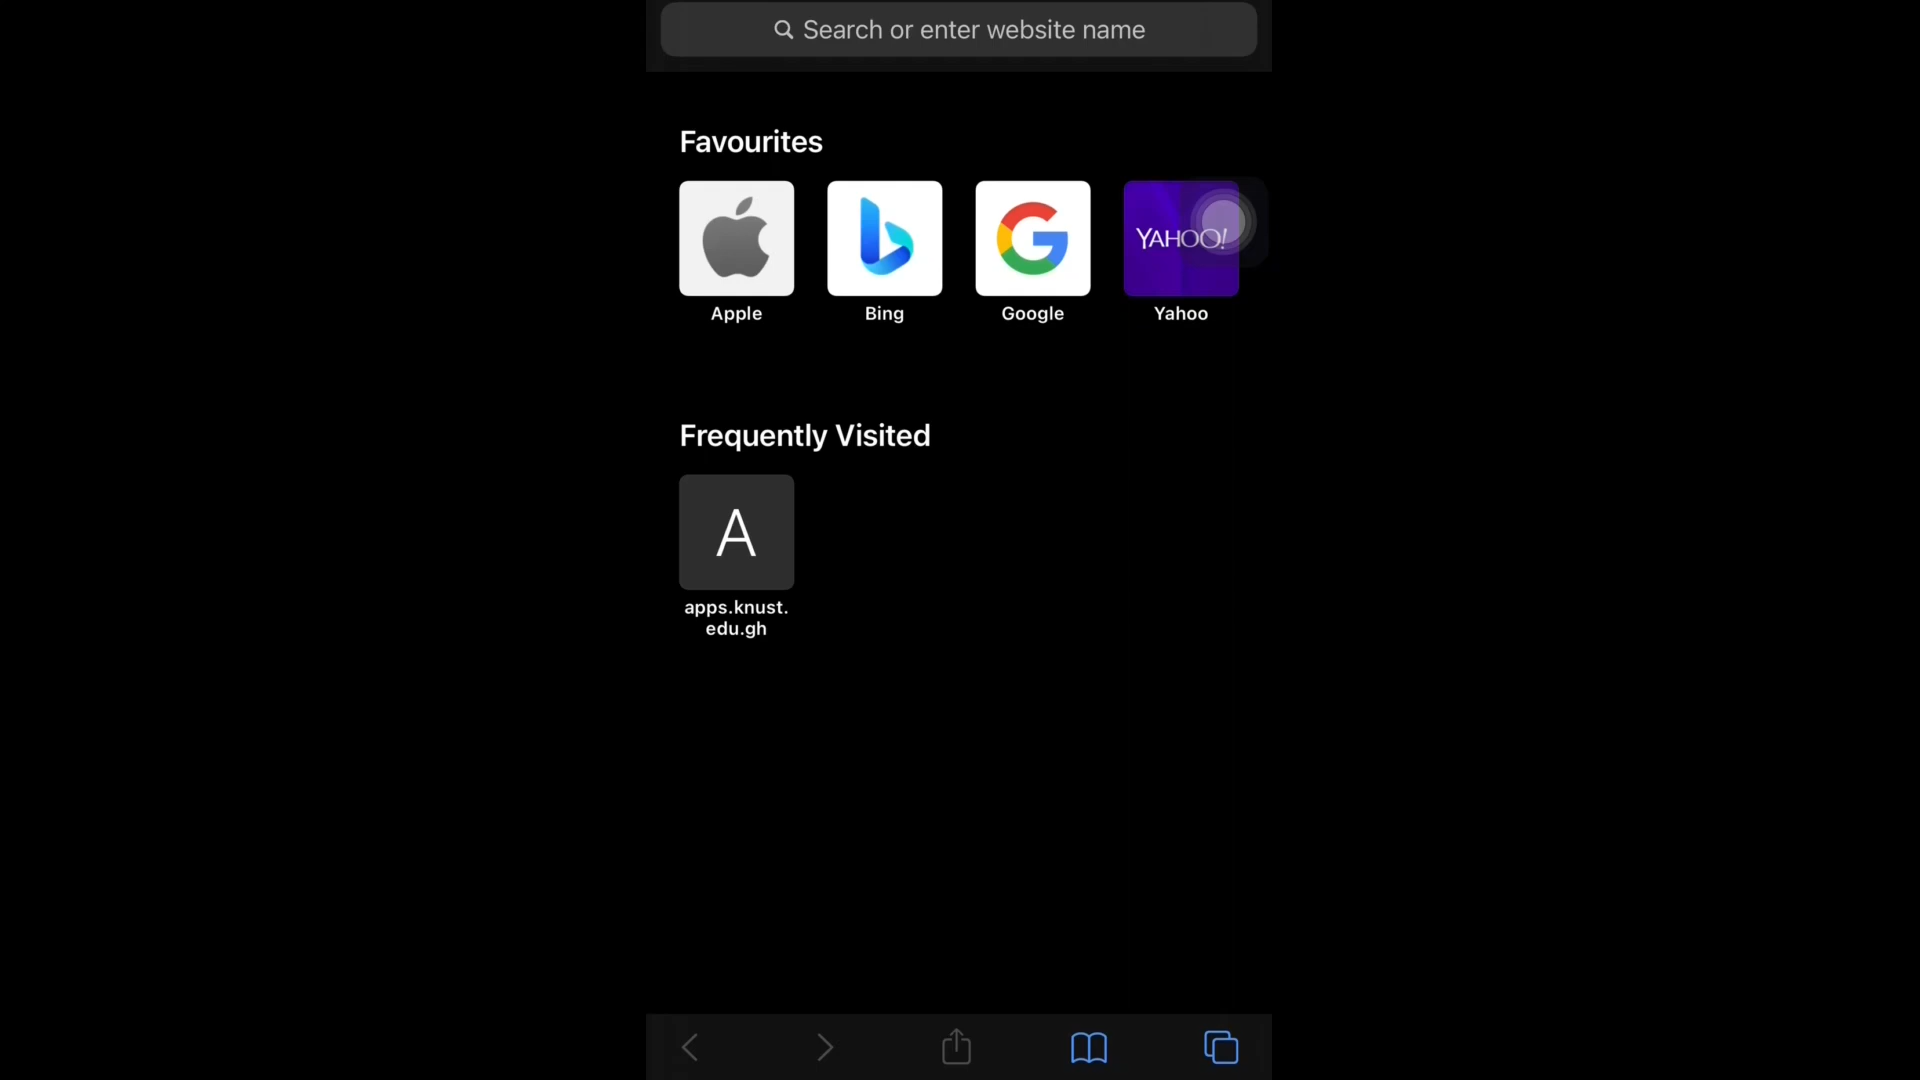 Search or enter website name
Favourites
YAHOO!
Apple
Bing
Google
Yahoo
Frequently Visited
A
apps.knust.
edu.gh